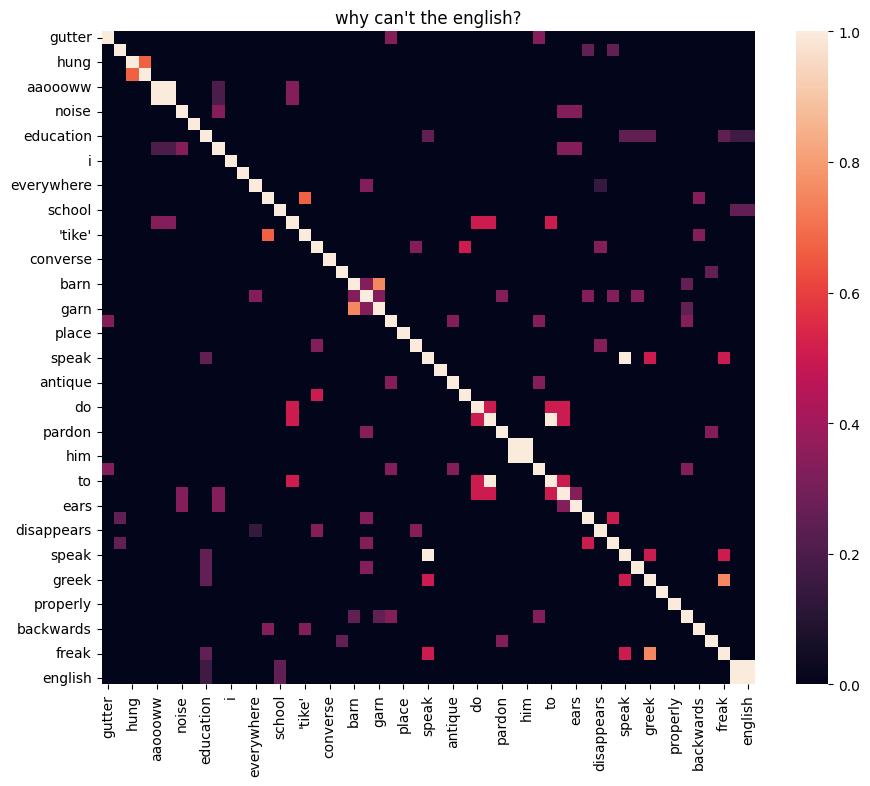 why can't the english?
gutter
hung
aaoooww
noise
education
i
everywhere
school
'tike'
converse
barn
garn
place
speak
antique
do
pardon
him
to
ears
disappears
speak
greek
properly
backwards
freak
english
1.0
0.8
0.6
0.4
0.2
0.0
gutter
hung
aaoooww
noise
education
i
everywhere
school
'tike'
converse
barn
garn
place
speak
antique
do
pardon
him
to
ears
disappears
speak
greek
properly
backwards
freak
english